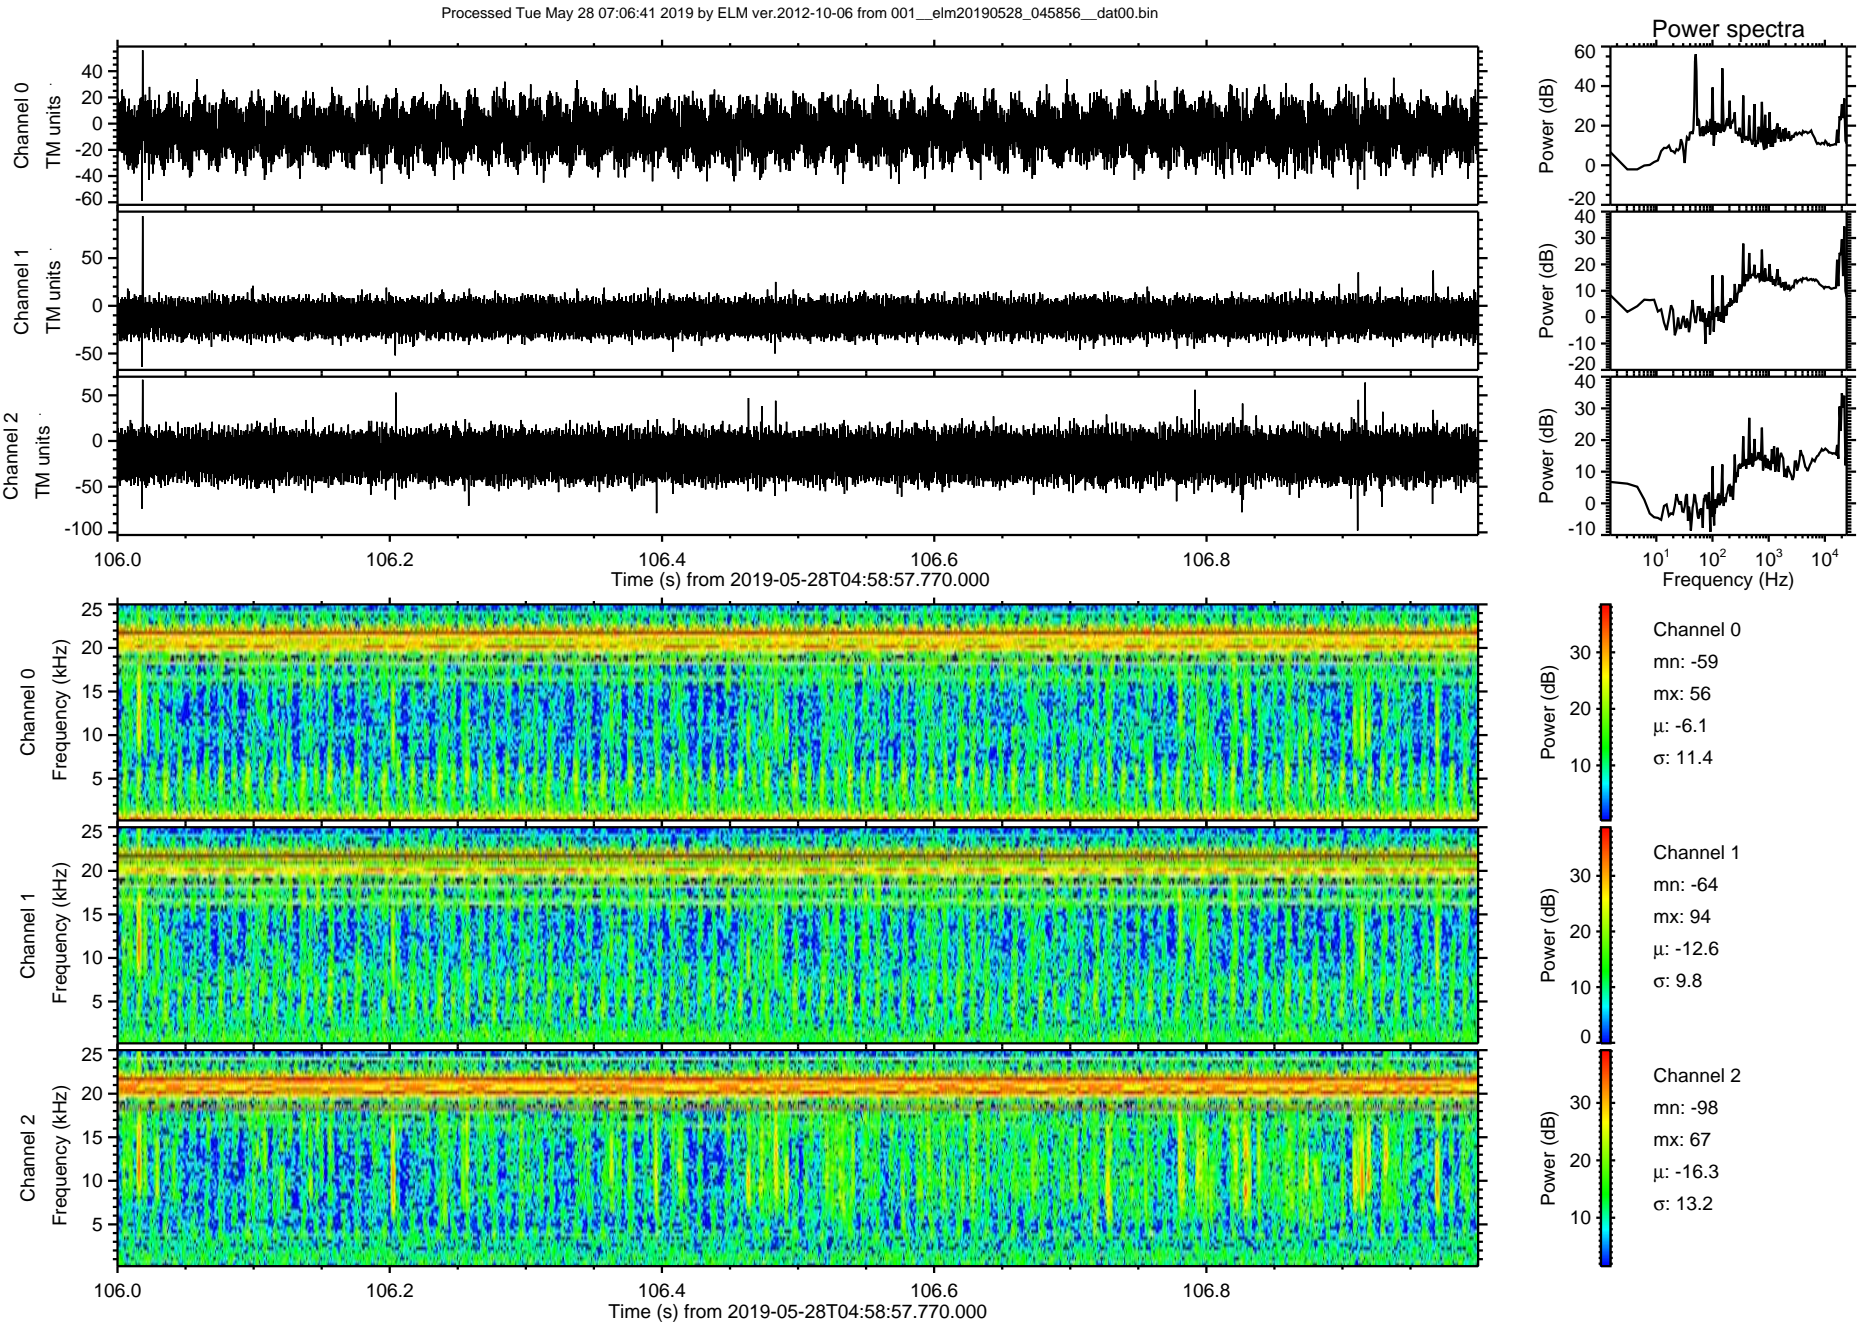 Processed Tue May 28 07:06:41 2019 by ELM ver.2012-10-06 from 001__elm20190528_045856__dat00.bin
Power spectra
Channel 0
TM units
40
20
0
-20
-40
-60
Power (dB)
60
40
20
0
-20
Channel 1
TM units
50
0
-50
Power (dB)
40
30
20
10
0
-10
-20
Channel 2
TM units
50
0
-50
-100
Power (dB)
40
30
20
10
0
-10
106.0 106.2 106.4 106.6 106.8
Time (s) from 2019-05-28T04:58:57.770.000
10^1 10^2 10^3 10^4
Frequency (Hz)
Channel 0
Frequency (kHz)
25
20
15
10
5
Power (dB)
30
20
10
Channel 0
mn: -59
mx: 56
μ: -6.1
σ: 11.4
Channel 1
Frequency (kHz)
25
20
15
10
5
Power (dB)
30
20
10
0
Channel 1
mn: -64
mx: 94
μ: -12.6
σ: 9.8
Channel 2
Frequency (kHz)
25
20
15
10
5
Power (dB)
30
20
10
Channel 2
mn: -98
mx: 67
μ: -16.3
σ: 13.2
106.0 106.2 106.4 106.6 106.8
Time (s) from 2019-05-28T04:58:57.770.000